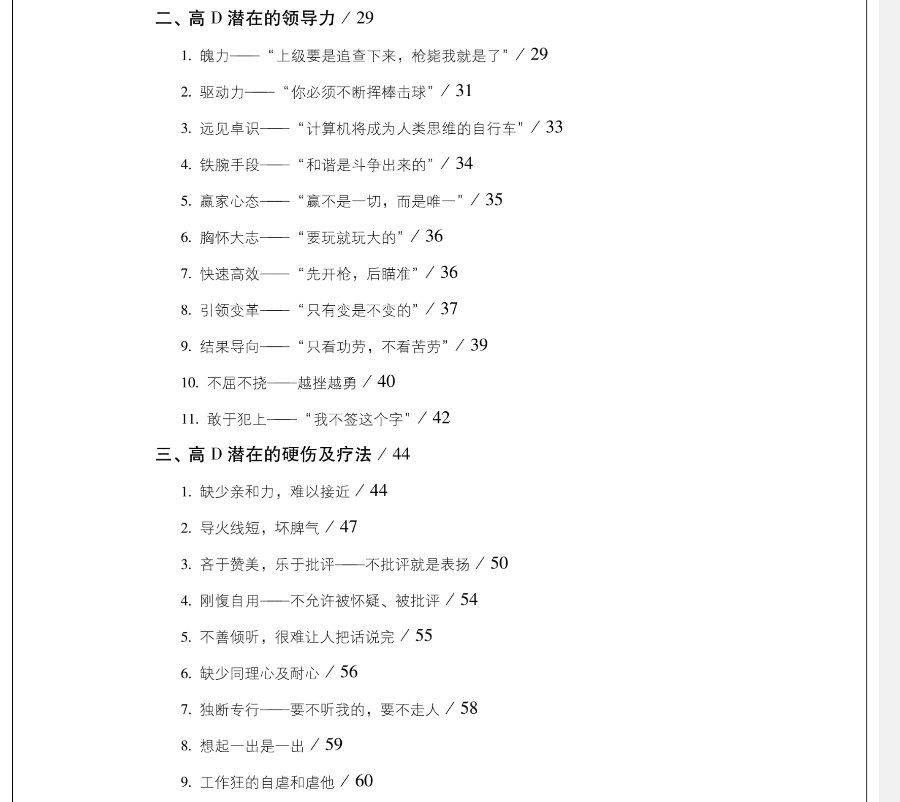 二、高 D 潜在的领导力 / 29
1. 魄力——“上级要是追查下来，枪毙我就是了” / 29
2. 驱动力——“你必须不断挥棒击球” / 31
3. 远见卓识——“计算机将成为人类思维的自行车” / 33
4. 铁腕手段——“和谐是斗争出来的” / 34
5. 赢家心态——“赢不是一切，而是唯一” / 35
6. 胸怀大志——“要玩就玩大的” / 36
7. 快速高效——“先开枪，后瞄准” / 36
8. 引领变革——“只有变是不变的” / 37
9. 结果导向——“只看功劳，不看苦劳” / 39
10. 不屈不挠——越挫越勇 / 40
11. 敢于犯上——“我不签这个字” / 42
三、高 D 潜在的硬伤及疗法 / 44
1. 缺少亲和力，难以接近 / 44
2. 导火线短，坏脾气 / 47
3. 吝于赞美，乐于批评——不批评就是表扬 / 50
4. 刚愎自用——不允许被怀疑、被批评 / 54
5. 不善倾听，很难让人把话说完 / 55
6. 缺少同理心及耐心 / 56
7. 独断专行——要不听我的，要不走人 / 58
8. 想起一出是一出 / 59
9. 工作狂的自虐和虐他 / 60